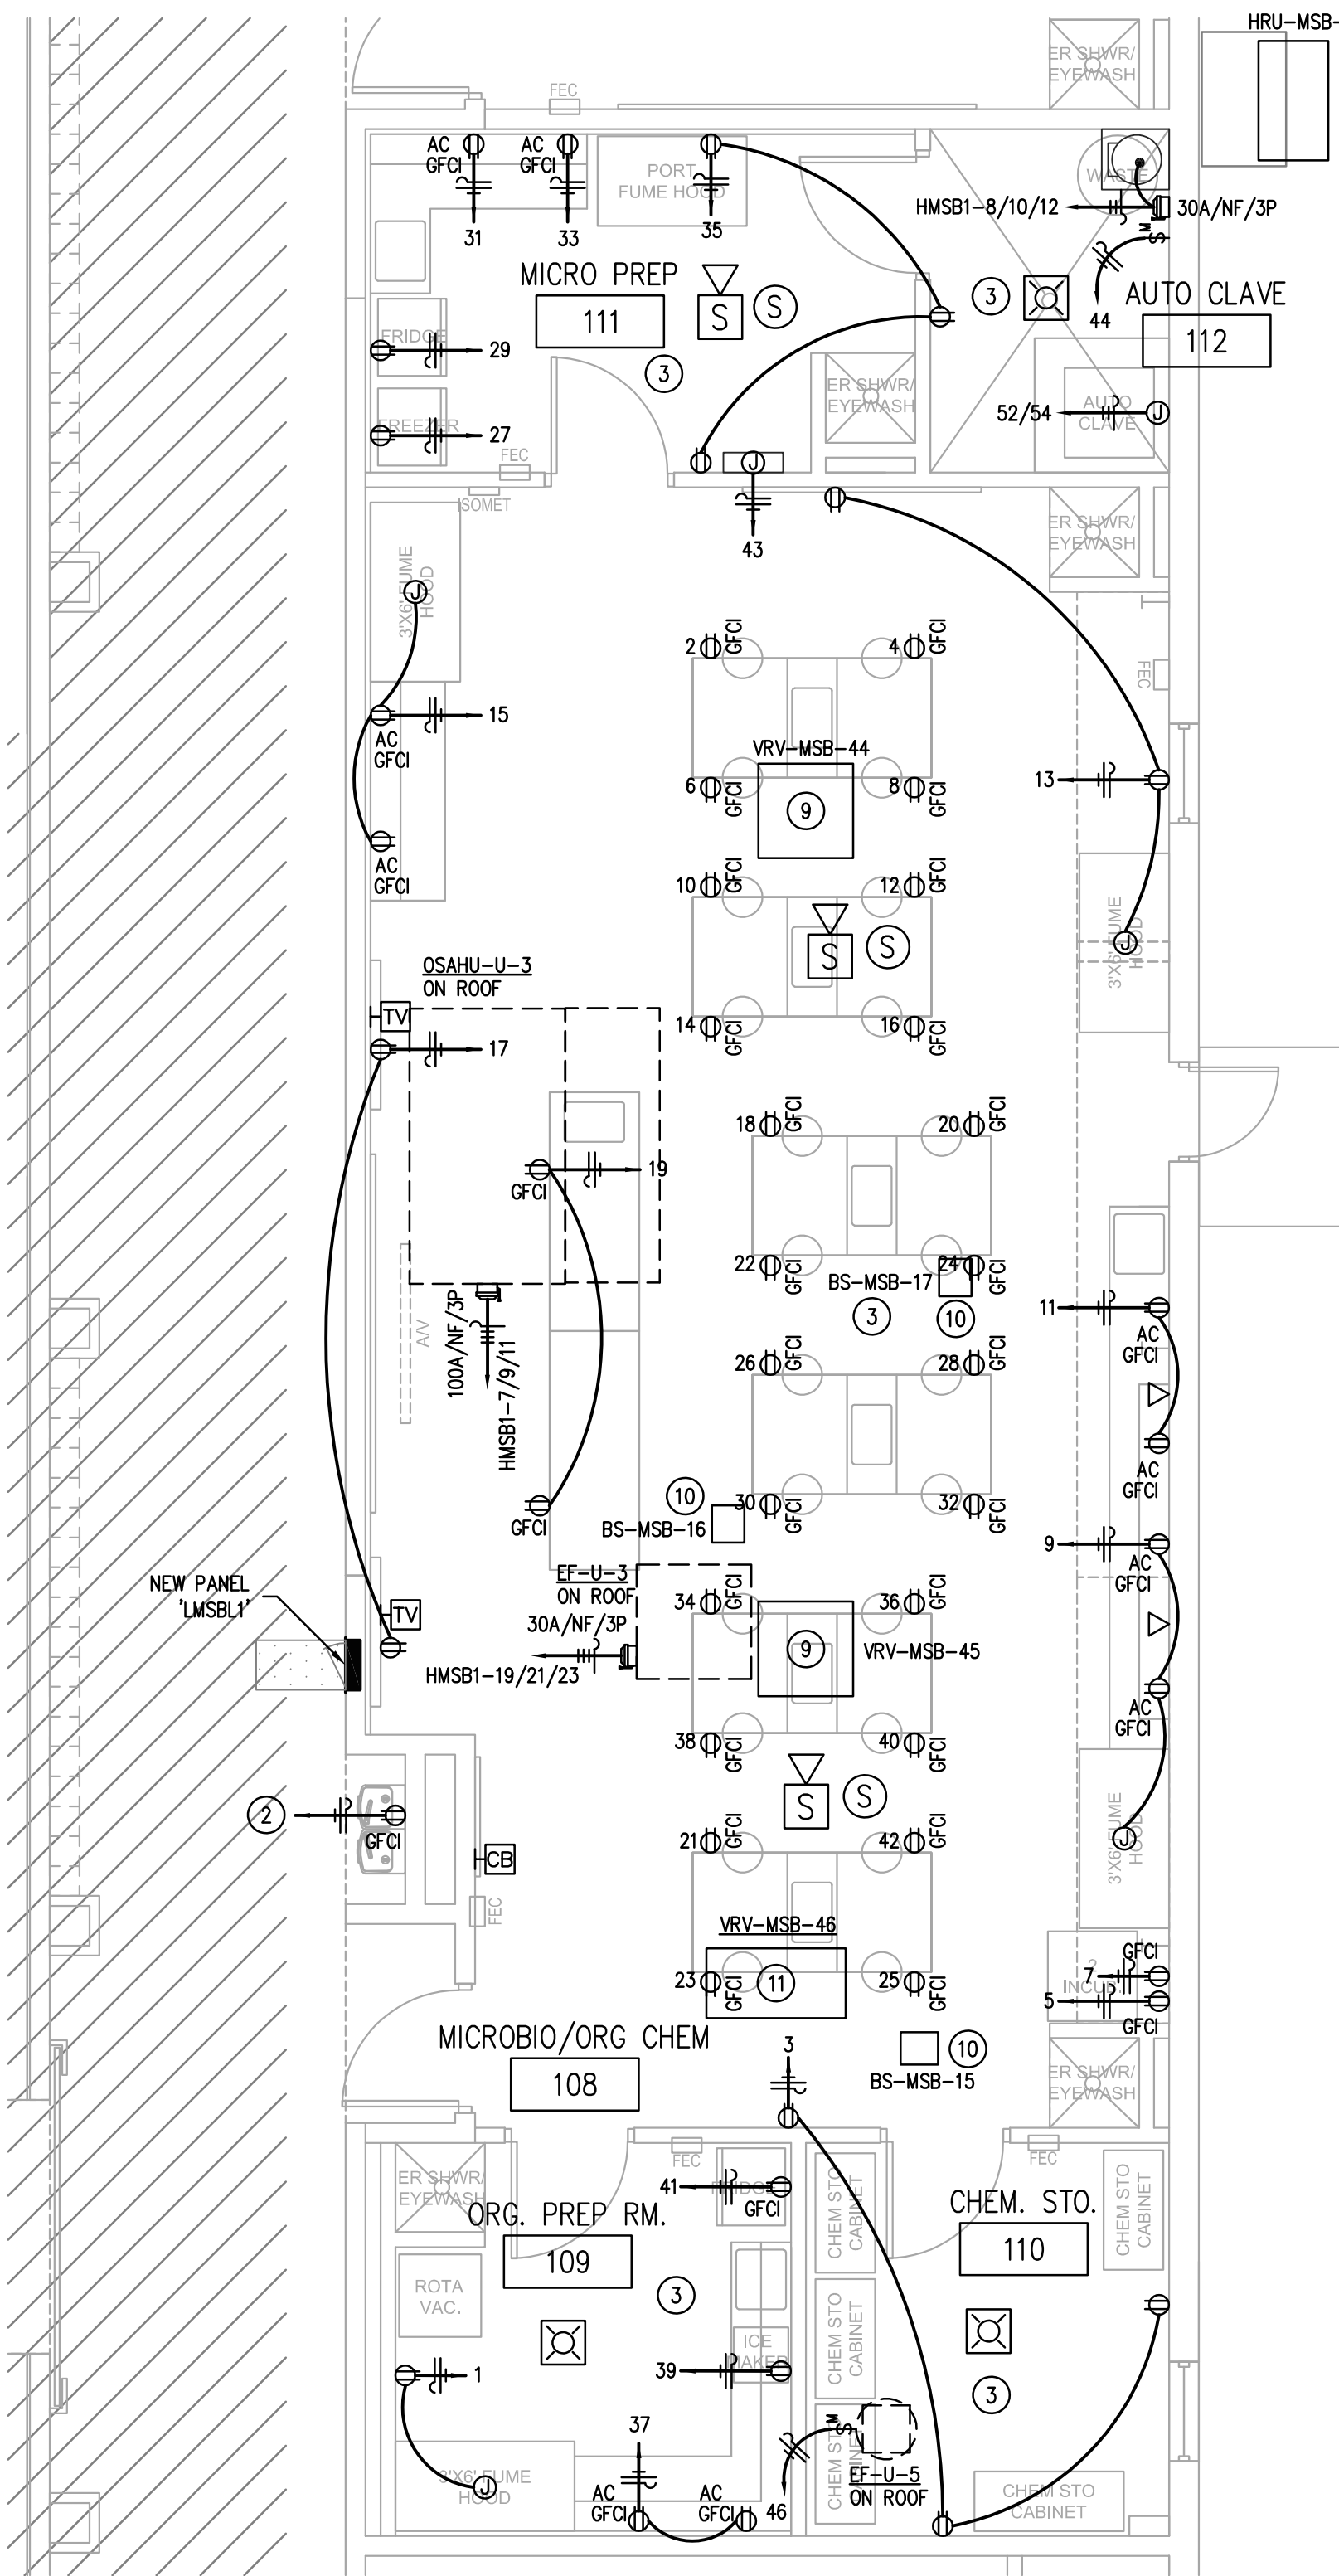 HRU-MSB-
ER SHWR/
EYEWASH
FEC
AC
GFCI
AC
GFCI
PORT
FUME HOOD
WASTE
HMSB1-8/10/12
30A/NF/3P
S M
31
33
35
44
MICRO PREP
111
S
S
3
3
AUTO CLAVE
112
FRIDGE
29
FREEZER
27
ER SHWR/
EYEWASH
52/54
AUTO
CLAVE
J
FEC
ISOMET
J
43
ER SHWR/
EYEWASH
3'X6' FUME
HOOD
J
FEC
2
GFCI
4
GFCI
15
AC
GFCI
VRV-MSB-44
6
GFCI
8
GFCI
9
13
AC
GFCI
10
GFCI
12
GFCI
S
S
3'X6' FUME
HOOD
J
OSAHU-U-3
ON ROOF
TV
14
GFCI
16
GFCI
17
18
GFCI
20
GFCI
19
GFCI
22
GFCI
24
GFCI
BS-MSB-17
3
10
11
AC
GFCI
A/V
100A/NF/3P
HMSB1-7/9/11
26
GFCI
28
GFCI
AC
GFCI
10
BS-MSB-16
30
GFCI
32
GFCI
GFCI
9
AC
GFCI
NEW PANEL
'LMSBL1'
EF-U-3
ON ROOF
34
GFCI
36
GFCI
TV
30A/NF/3P
HMSB1-19/21/23
9
VRV-MSB-45
AC
GFCI
38
GFCI
40
GFCI
S
S
2
GFCI
21
GFCI
42
GFCI
3'X6' FUME
HOOD
J
CB
FEC
VRV-MSB-46
23
GFCI
11
25
GFCI
GFCI
7
2
INCUB.
5
GFCI
MICROBIO/ORG CHEM
108
3
10
BS-MSB-15
ER SHWR/
EYEWASH
FEC
FEC
ER SHWR/
EYEWASH
41
FRIDGE
GFCI
CHEM STO
CABINET
CHEM STO
CABINET
ORG. PREP RM.
109
CHEM. STO.
110
ROTA
VAC.
3
CHEM STO
CABINET
ICE
MAKER
1
39
3
37
S M
CHEM STO
CABINET
3'X6' FUME
HOOD
J
AC
GFCI
AC
GFCI
46
EF-U-5
ON ROOF
CHEM STO
CABINET